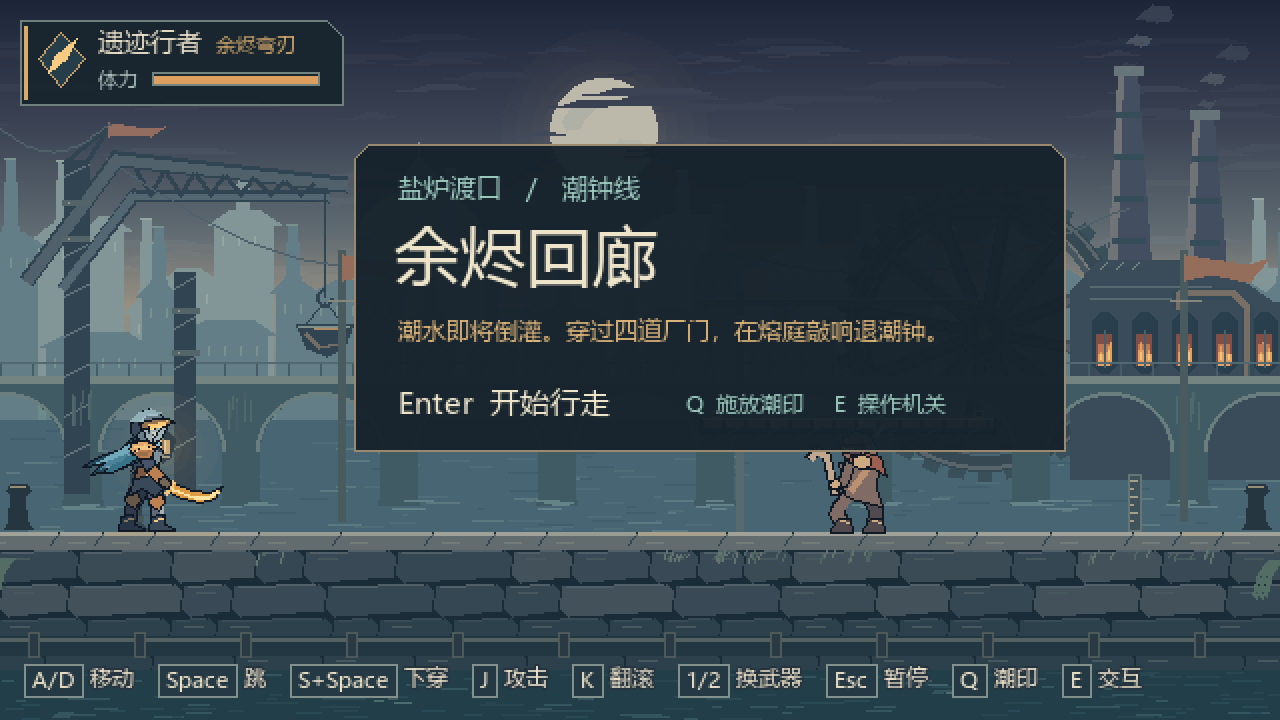 遗迹行者 余烬弯刃
体力
盐炉渡口 / 潮钟线
余烬回廊
潮水即将倒灌。穿过四道厂门，在熔庭敲响退潮钟。
Enter 开始行走 Q 施放潮印 E 操作机关
A/D 移动 Space 跳 S+Space 下穿 J 攻击 K 翻滚 1/2 换武器 Esc 暂停 Q 潮印 E 交互